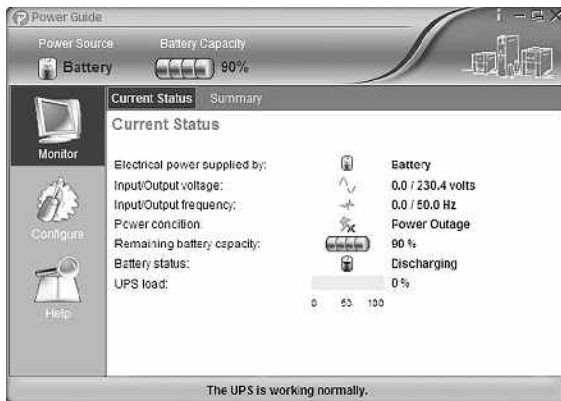 Power Guide
Power Source Battery Capacity
Battery 90%
Current Status Summary
Current Status
Monitor
Electrical power supplied by: Battery
Input/Output voltage: 0.0 / 230.4 volts
Input/Output frequency: 0.0 / 50.0 Hz
Power condition: Power Outage
Configure
Remaining battery capacity: 90 %
Battery status: Discharging
UPS load: 0 %
0 50 100
Help
The UPS is working normally.